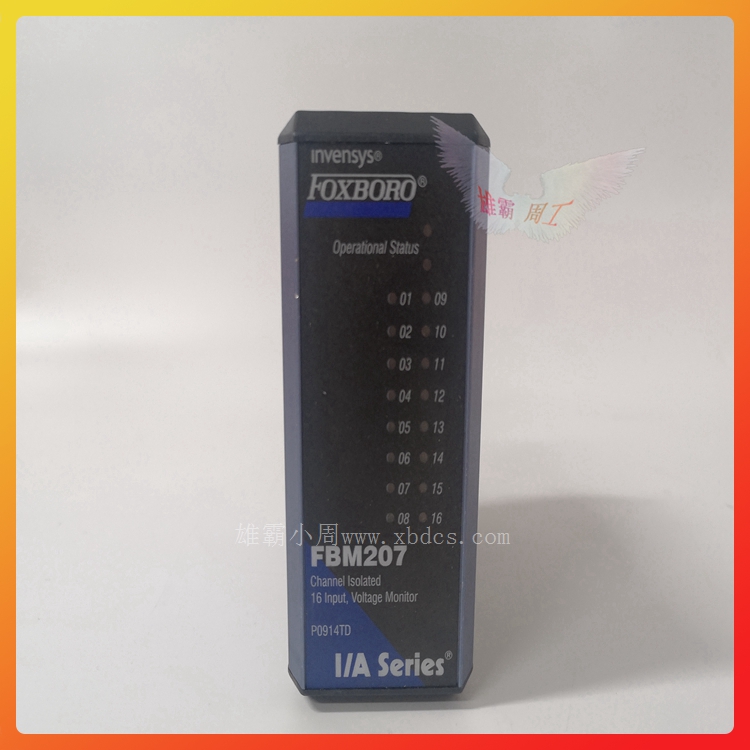 invensys®
FOXBORO®
雄霸 周工
Operational Status
01 09
02 10
03 11
04 12
05 13
06 14
07 15
08 16
雄霸小周www.xbdcs.com
FBM207
Channel Isolated
16 Input, Voltage Monitor
P0914TD
I/A Series®